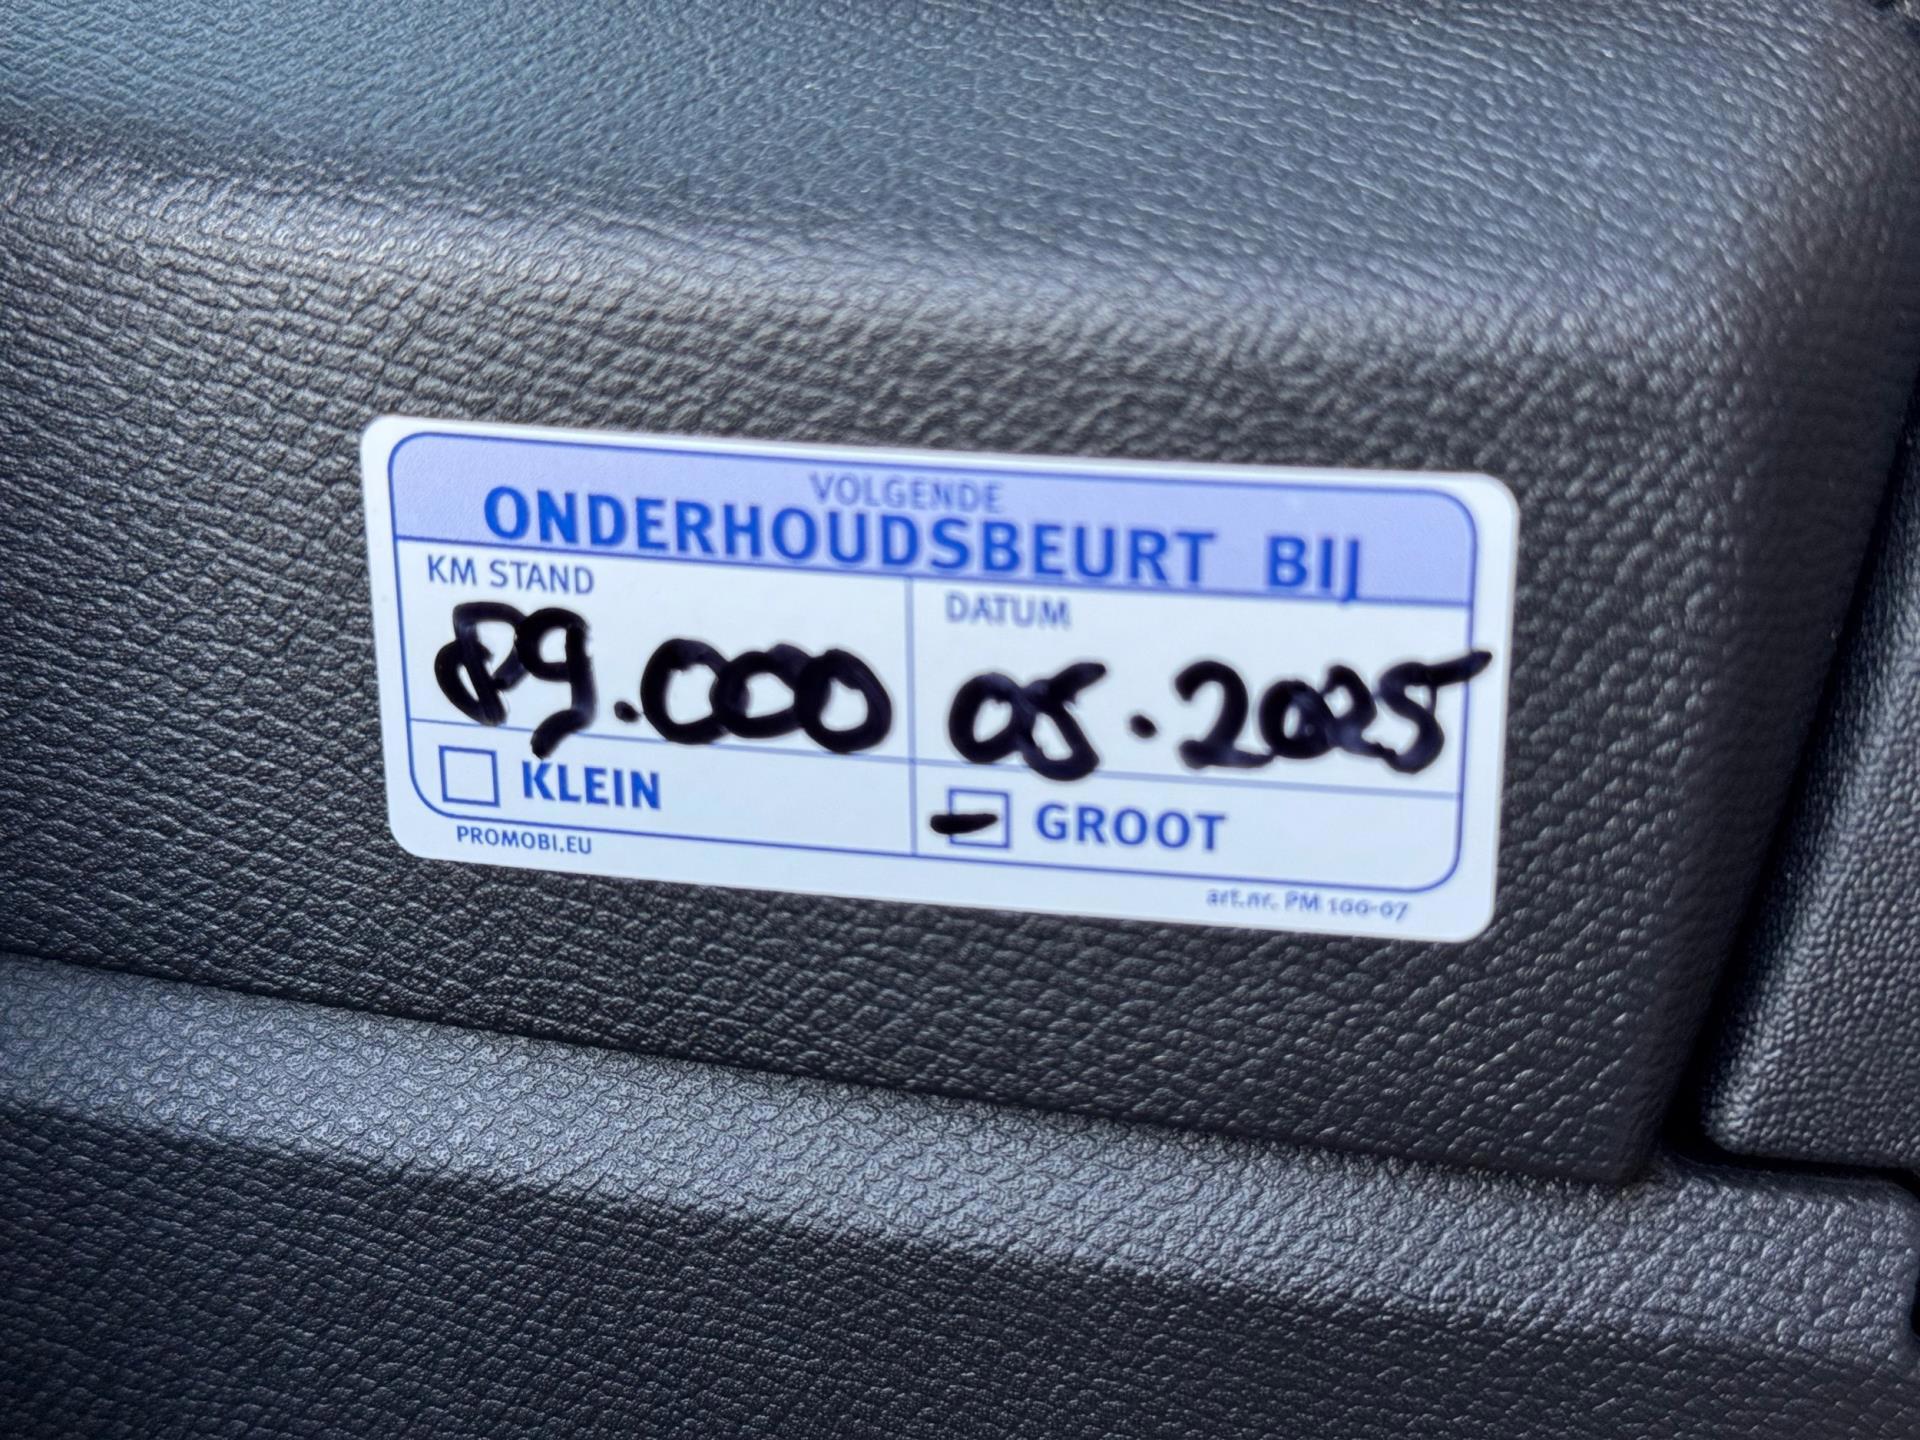 VOLGENDE
ONDERHOUDSBEURT BIJ
KM STAND
89.000
DATUM
05.2025
KLEIN
GROOT
PROMOBI.EU
art.nr. PM 100-07